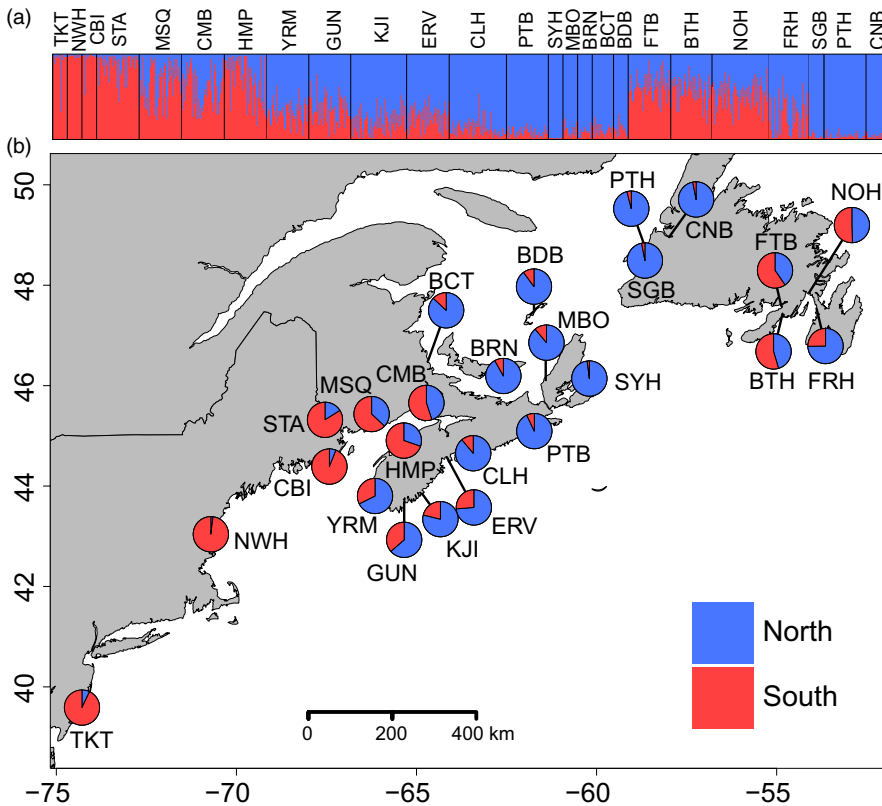 (a)
TKT NWH CBI STA MSQ CMB HMP YRM GUN KJI ERV CLH PTB SYH MBO BRN BCT BDB FTB BTH NOH FRH SGB PTH CNB
(b)
50
48
46
44
42
40
PTH
CNB
NOH
FTB
SGB
BDB
BCT
MBO
BRN
CMB
SYH
BTH
FRH
MSQ
STA
PTB
CBI
HMP
CLH
YRM
ERV
KJI
GUN
NWH
TKT
North
South
0 200 400 km
−75 −70 −65 −60 −55